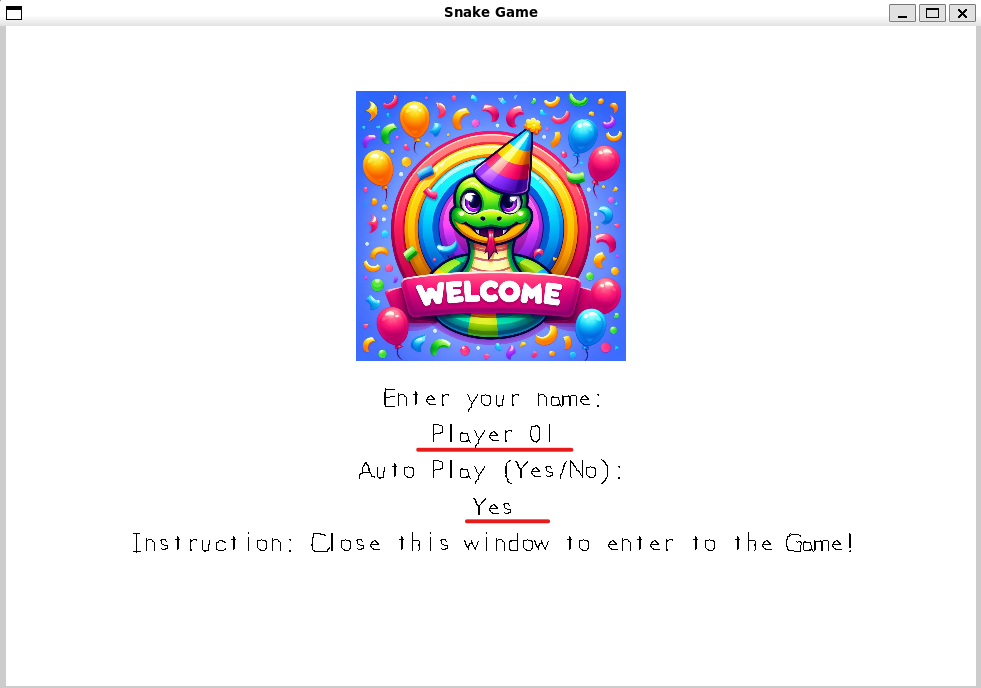 Snake Game
WELCOME
Enter your name:
Player 01
Auto Play (Yes/No):
Yes
Instruction: Close this window to enter to the Game!